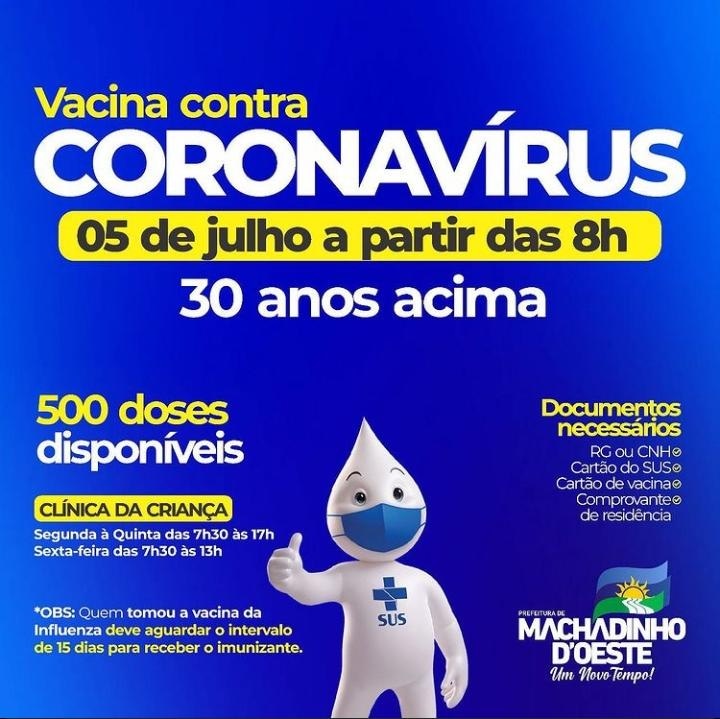 Vacina contra
CORONAVÍRUS
05 de julho a partir das 8h
30 anos acima
500 doses
disponíveis
CLÍNICA DA CRIANÇA
Segunda à Quinta das 7h30 às 17h
Sexta-feira das 7h30 às 13h
*OBS: Quem tomou a vacina da
Influenza deve aguardar o intervalo
de 15 dias para receber o imunizante.
Documentos
necessários
RG ou CNH
Cartão do SUS
Cartão de vacina
Comprovante
de residência
SUS
PREFEITURA DE
MACHADINHO
D'OESTE
Um Novo Tempo!